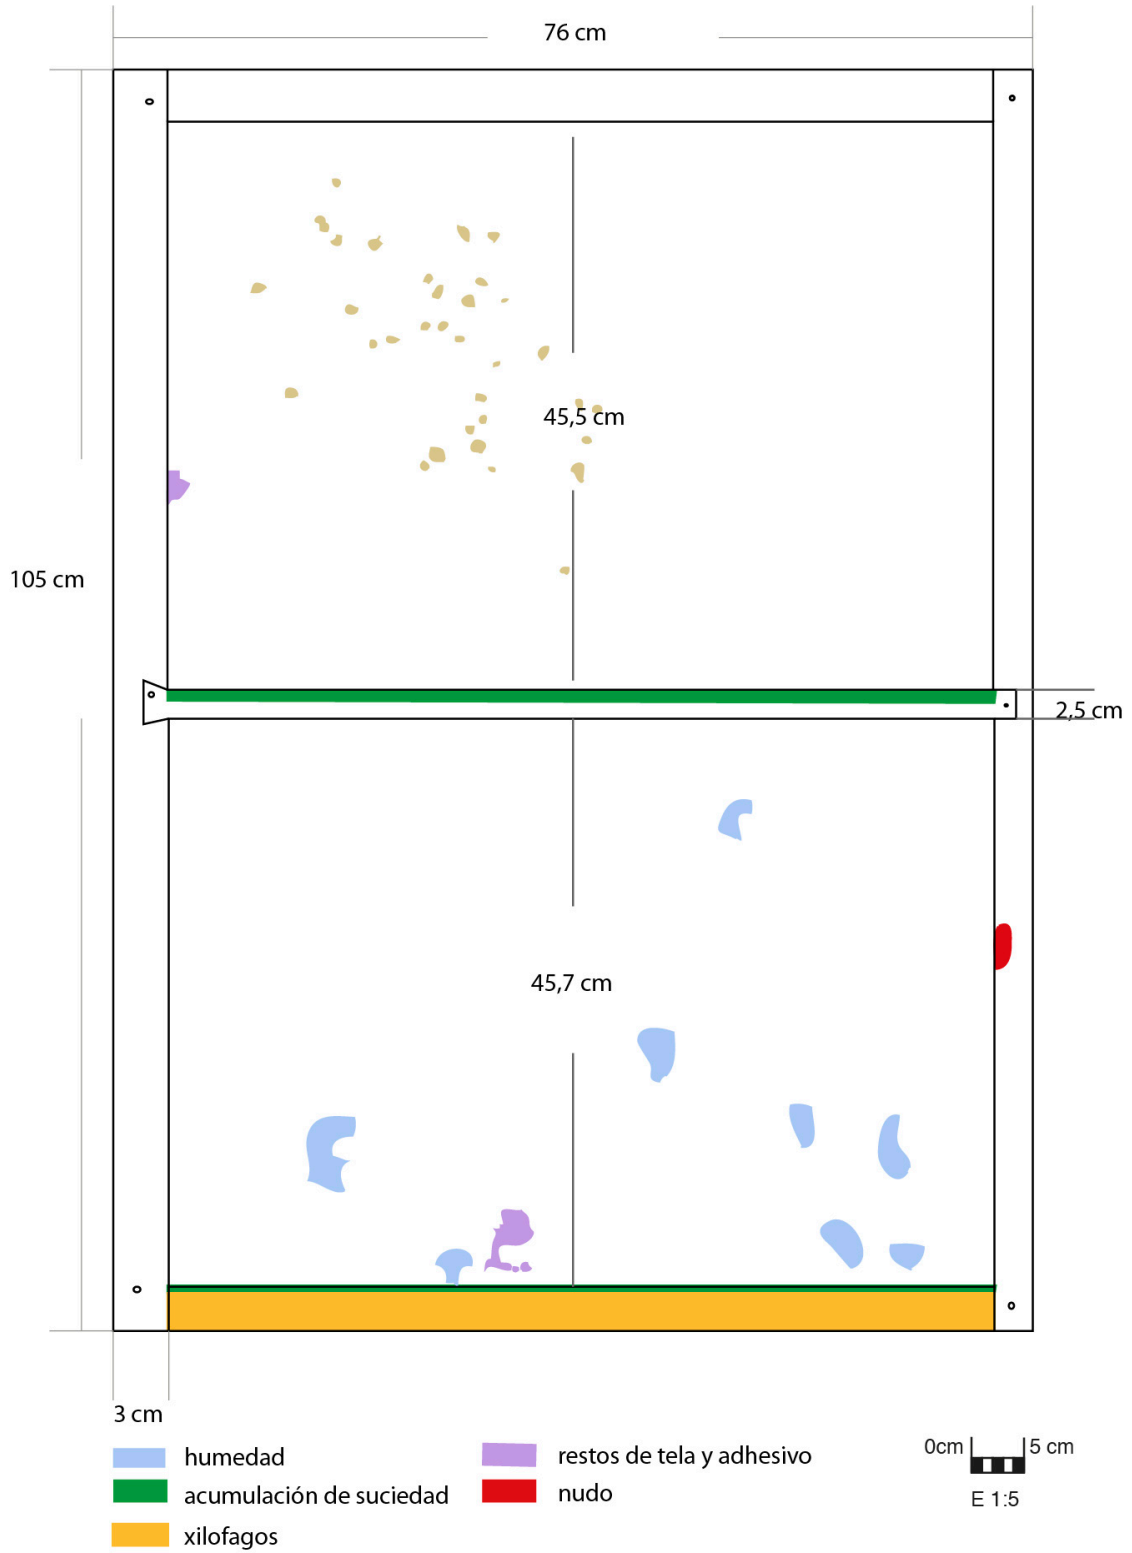 76 cm
45,5 cm
105 cm
2,5 cm
45,7 cm
3 cm
humedad
acumulación de suciedad
xilofagos
restos de tela y adhesivo
nudo
0cm 5 cm
E 1:5